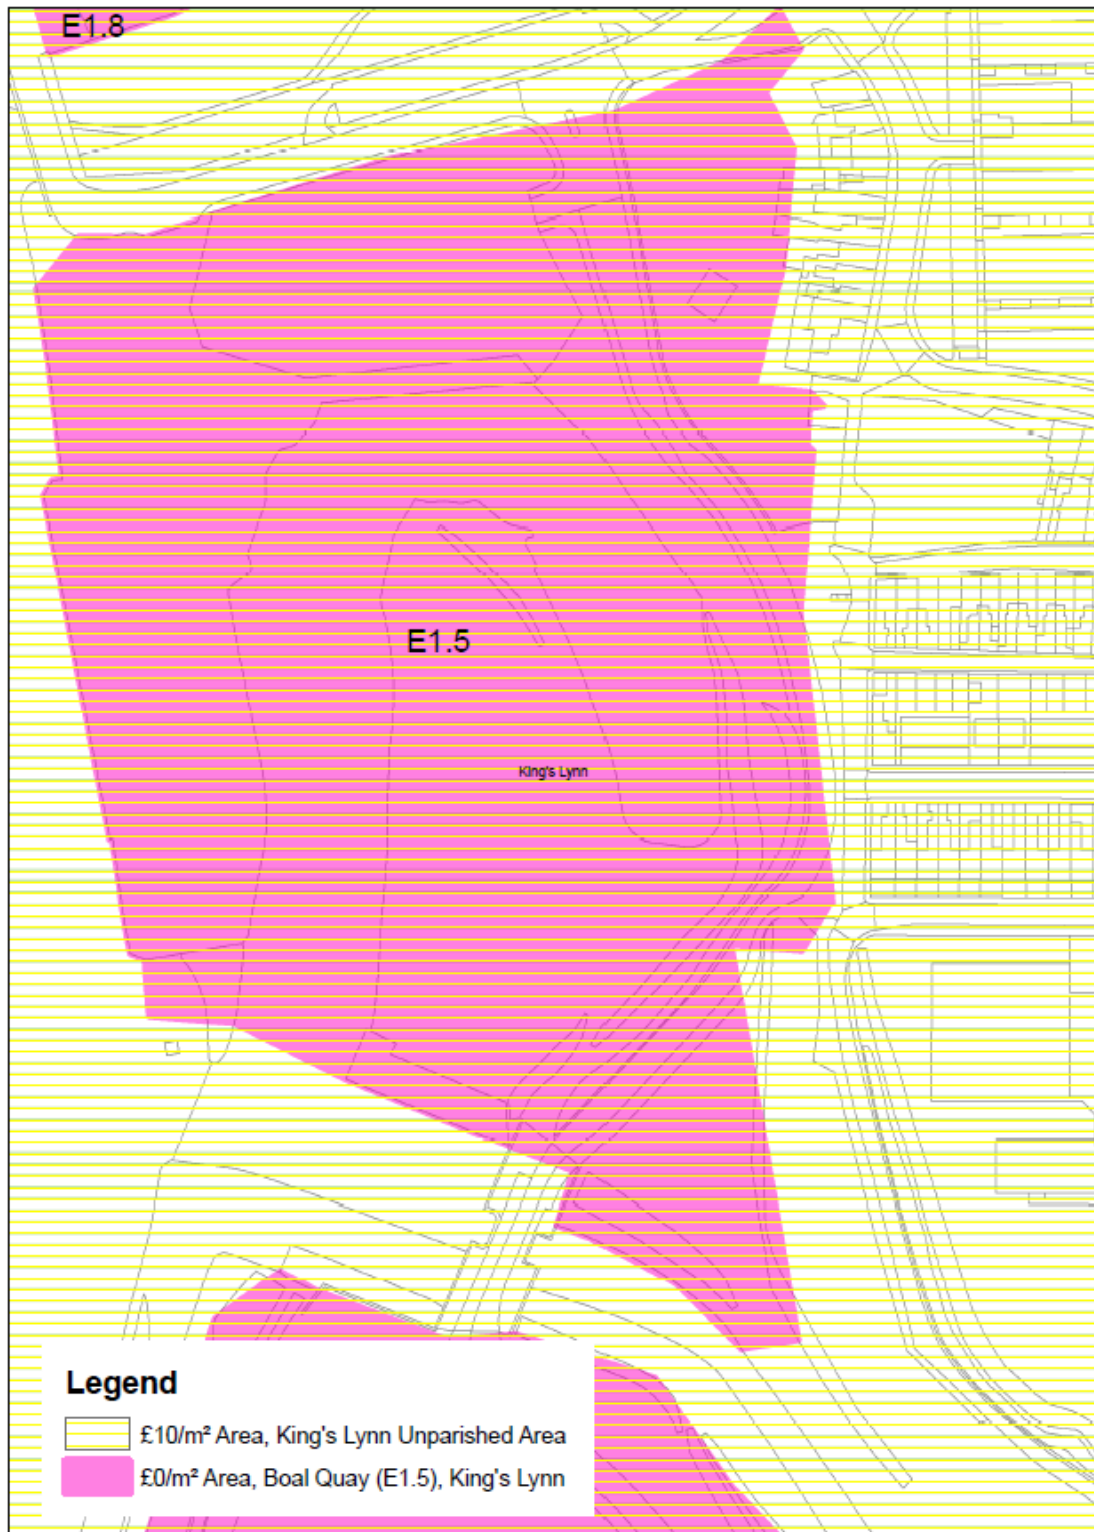 E1.8
E1.5
King's Lynn
Legend
£10/m² Area, King's Lynn Unparished Area
£0/m² Area, Boal Quay (E1.5), King's Lynn